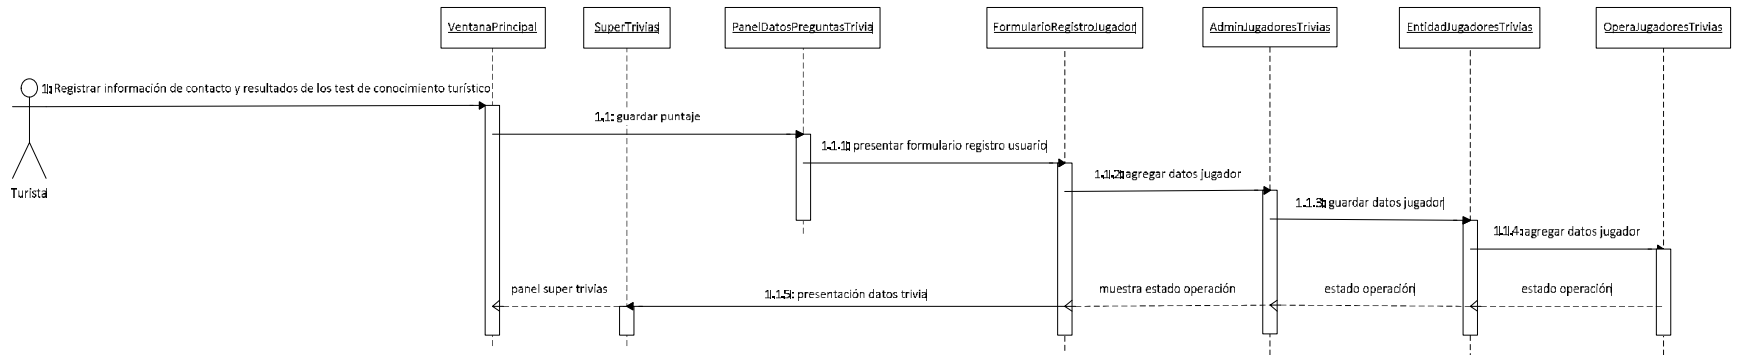 VentanaPrincipal
SuperTrivias
PanelDatosPreguntasTrivia
FormularioRegistroJugador
AdminJugadoresTrivias
EntidadJugadoresTrivias
OperaJugadoresTrivias
1: Registrar información de contacto y resultados de los test de conocimiento turístico
1.1: guardar puntaje
1.1.1: presentar formulario registro usuario
1.1.2: agregar datos jugador
1.1.3: guardar datos jugador
1.1.4: agregar datos jugador
Turista
panel super trivias
1.1.5: presentación datos trivia
muestra estado operación
estado operación
estado operación